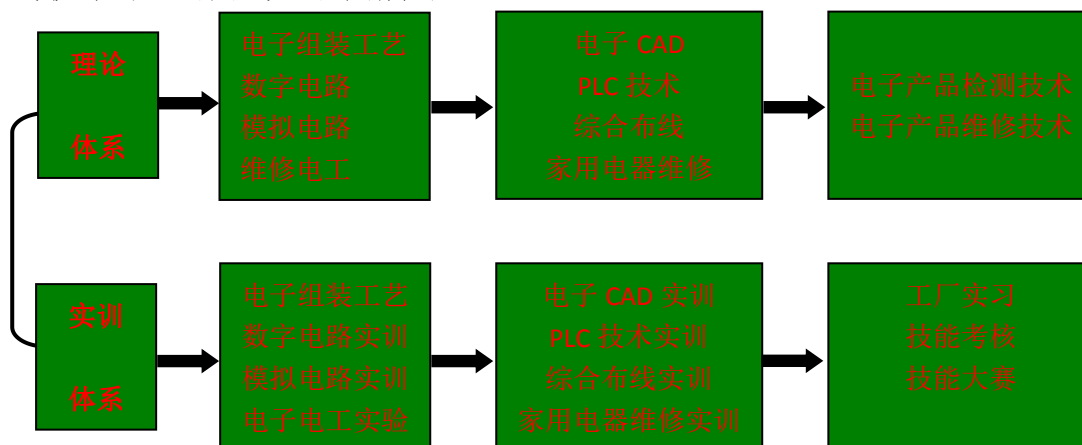 理论
体系
电子组装工艺
数字电路
模拟电路
维修电工
电子 CAD
PLC 技术
综合布线
家用电器维修
电子产品检测技术
电子产品维修技术
实训
体系
电子组装工艺
数字电路实训
模拟电路实训
电子电工实验
电子 CAD 实训
PLC 技术实训
综合布线实训
家用电器维修实训
工厂实习
技能考核
技能大赛